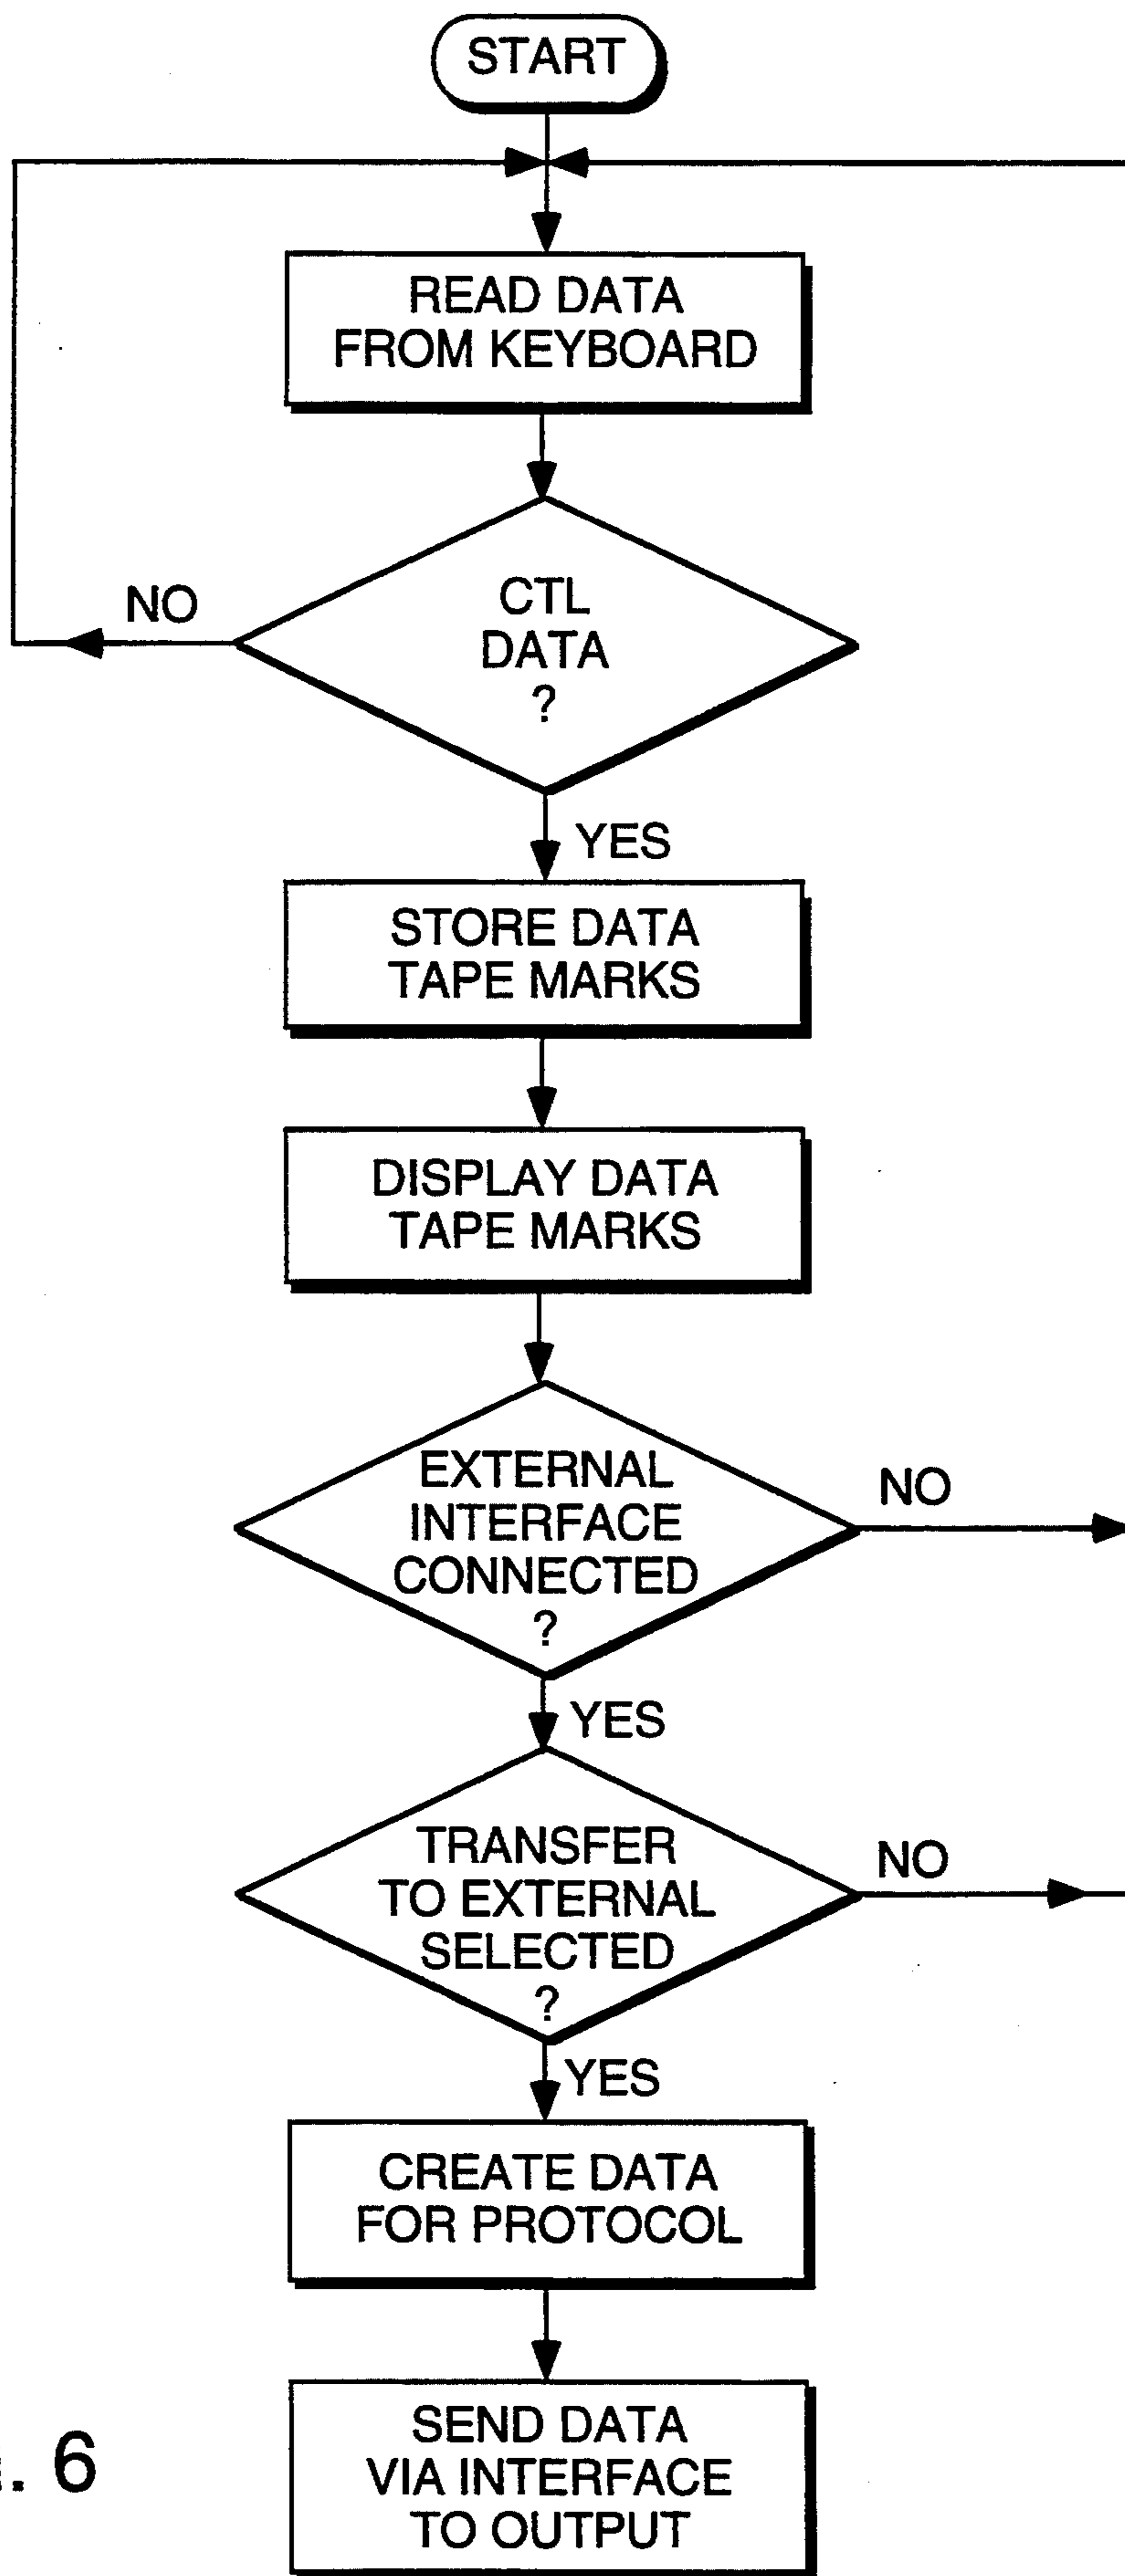 START
READ DATA
FROM KEYBOARD
NO
CTL
DATA
?
YES
STORE DATA
TAPE MARKS
DISPLAY DATA
TAPE MARKS
EXTERNAL
INTERFACE
CONNECTED
?
NO
YES
TRANSFER
TO EXTERNAL
SELECTED
?
NO
YES
CREATE DATA
FOR PROTOCOL
SEND DATA
VIA INTERFACE
TO OUTPUT
. 6